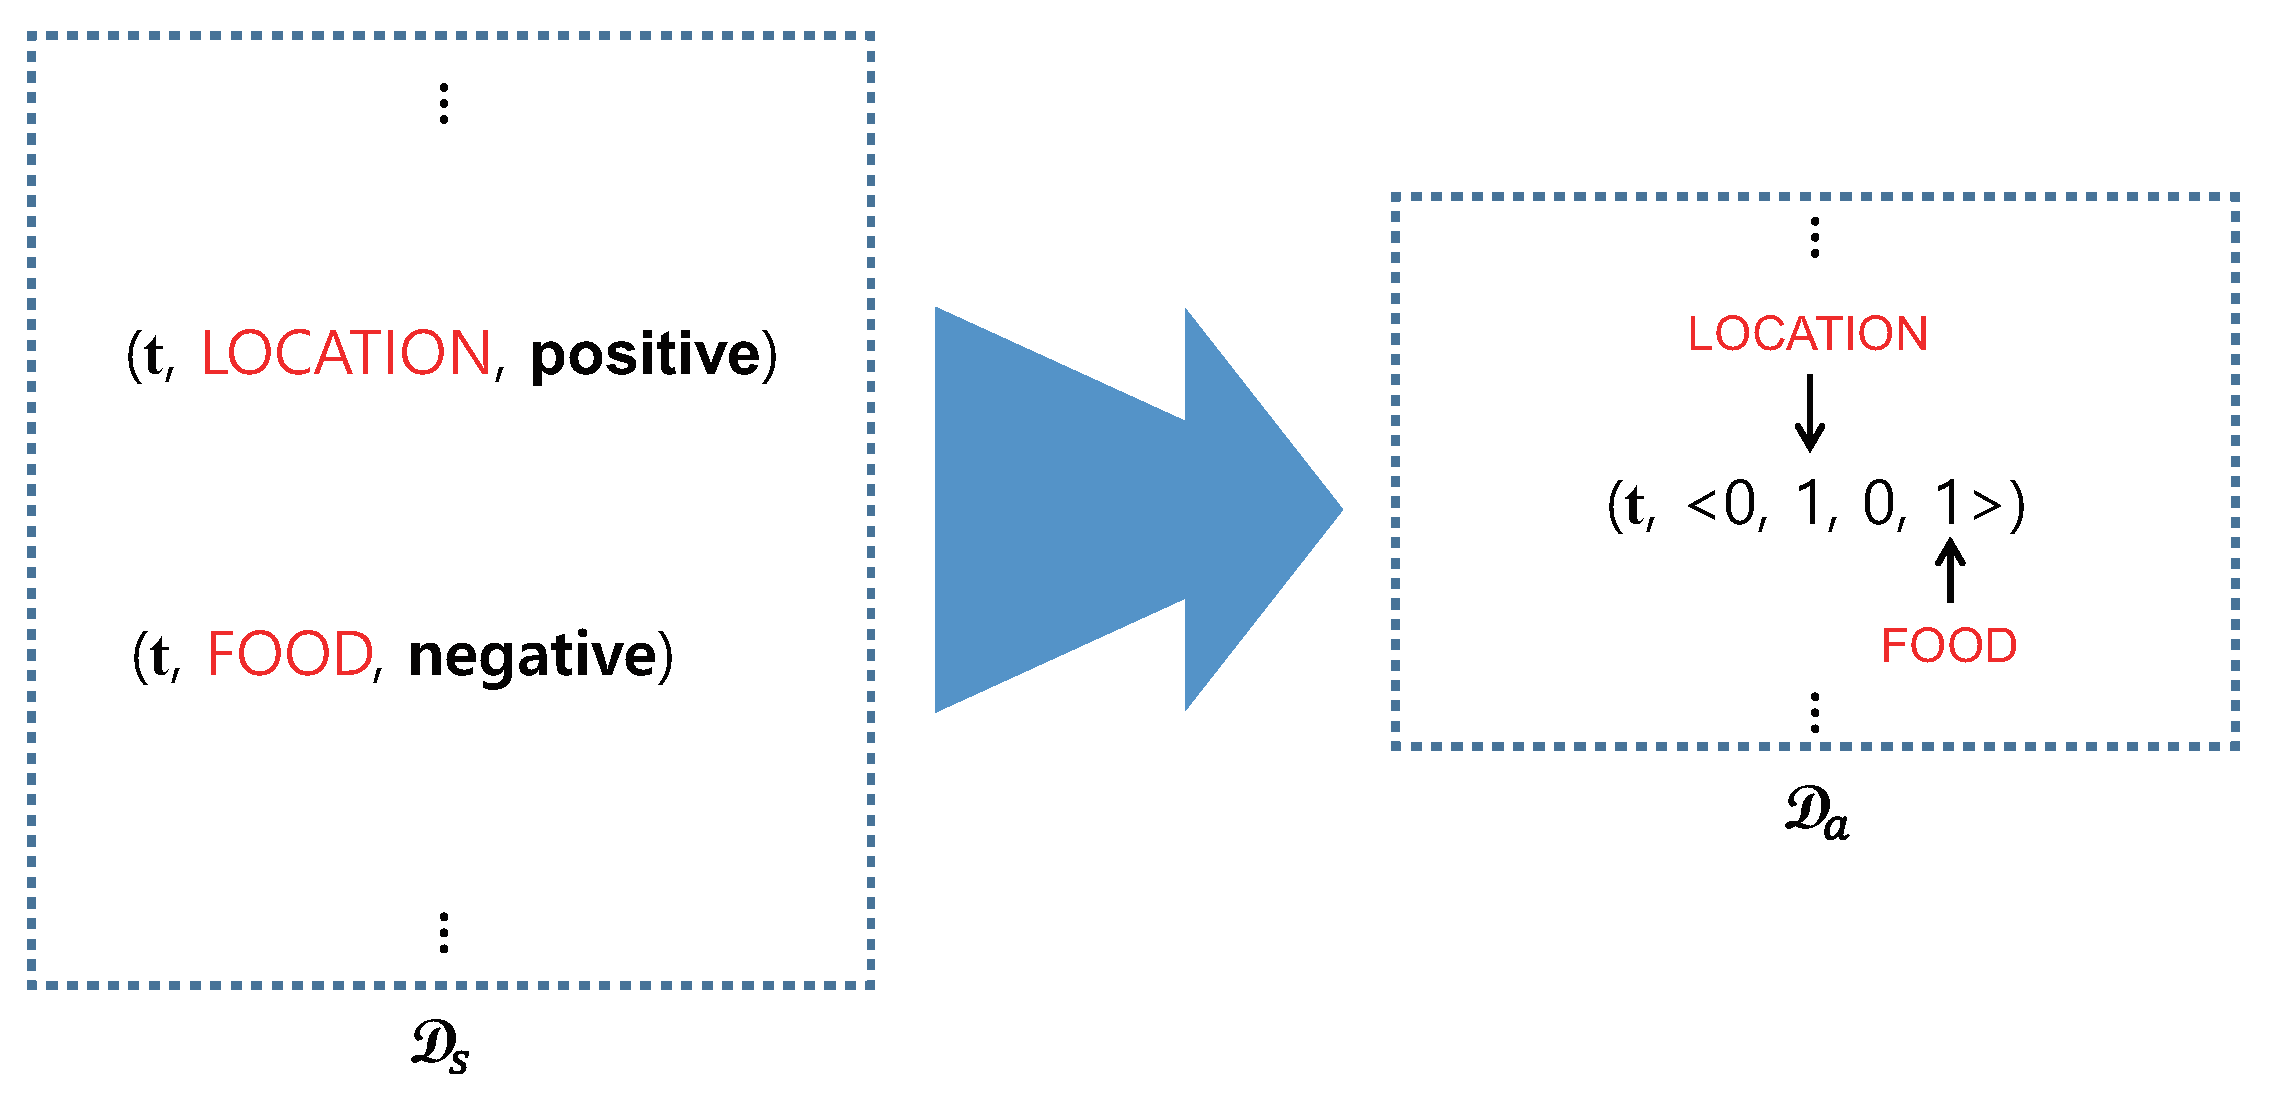 ⋮
(t, LOCATION, positive)
(t, FOOD, negative)
⋮
𝒟s
⋮
LOCATION
(t, <0, 1, 0, 1>)
FOOD
⋮
𝒟a